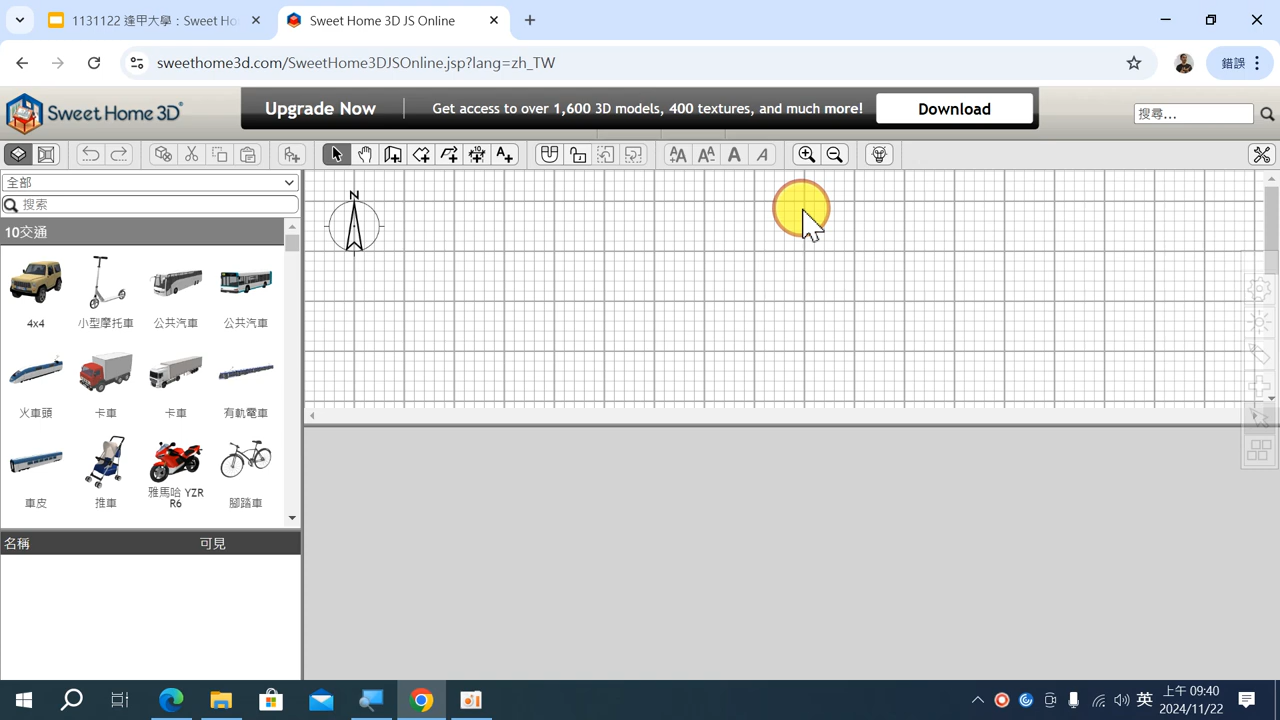 1131122 逢甲大學：Sweet Ho
Sweet Home 3D JS Online
sweethome3d.com/SweetHome3DJSOnline.jsp?lang=zh_TW
錯誤
Sweet Home 3D
Upgrade Now
Get access to over 1,600 3D models, 400 textures, and much more!
Download
搜尋...
全部
搜索
N
10交通
4x4
小型摩托車
公共汽車
公共汽車
火車頭
卡車
卡車
有軌電車
車皮
推車
雅馬哈 YZR
R6
腳踏車
名稱
可見
英
上午 09:40
2024/11/22